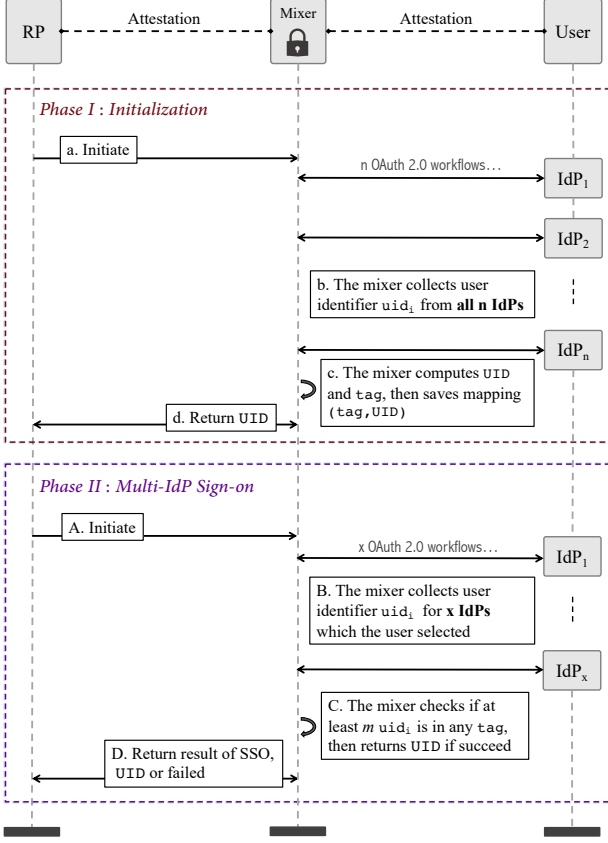 RP
Attestation
Mixer
Attestation
User
Phase I : Initialization
a. Initiate
n OAuth 2.0 workflows...
IdP1
IdP2
b. The mixer collects user
identifier uidi from all n IdPs
IdPn
c. The mixer computes UID
and tag, then saves mapping
(tag,UID)
d. Return UID
Phase II : Multi-IdP Sign-on
A. Initiate
x OAuth 2.0 workflows...
IdP1
B. The mixer collects user
identifier uidi for x IdPs
which the user selected
IdPx
C. The mixer checks if at
least m uidi is in any tag,
then returns UID if succeed
D. Return result of SSO,
UID or failed